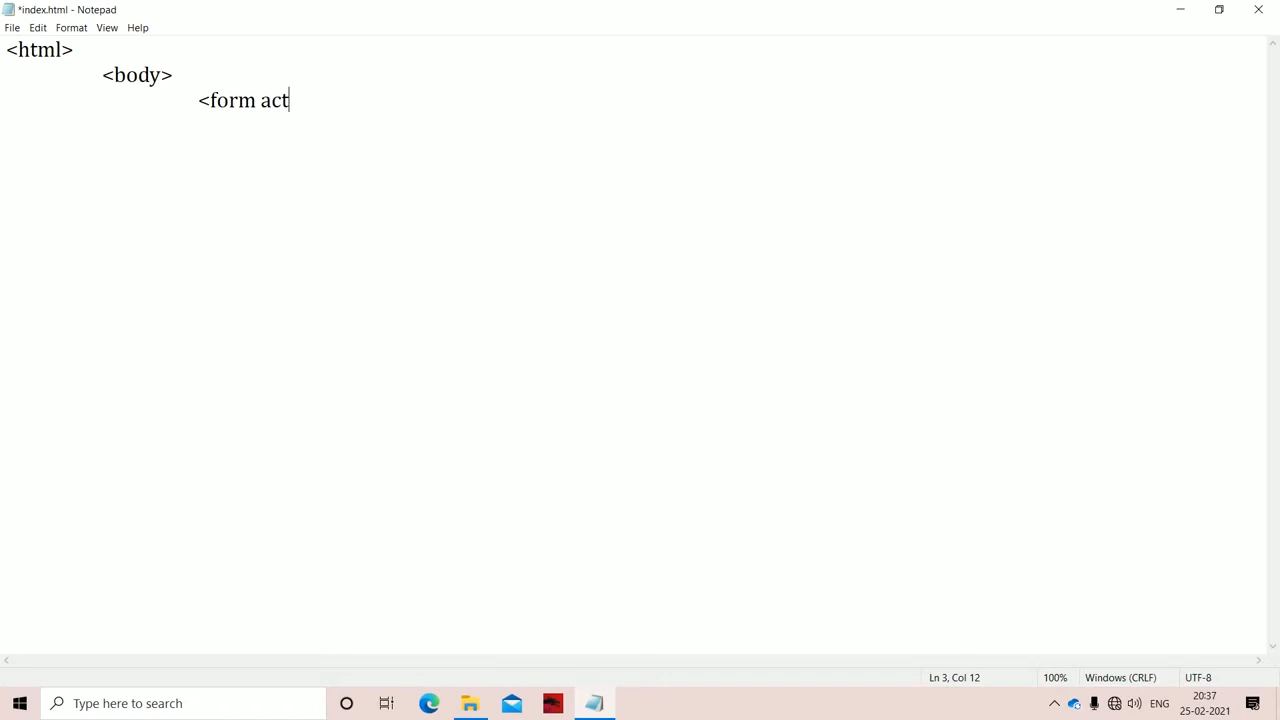 *index.html - Notepad
File Edit Format View Help
<html>
<body>
<form act
Ln 3, Col 12 100% Windows (CRLF) UTF-8
Type here to search ENG 20:37
25-02-2021